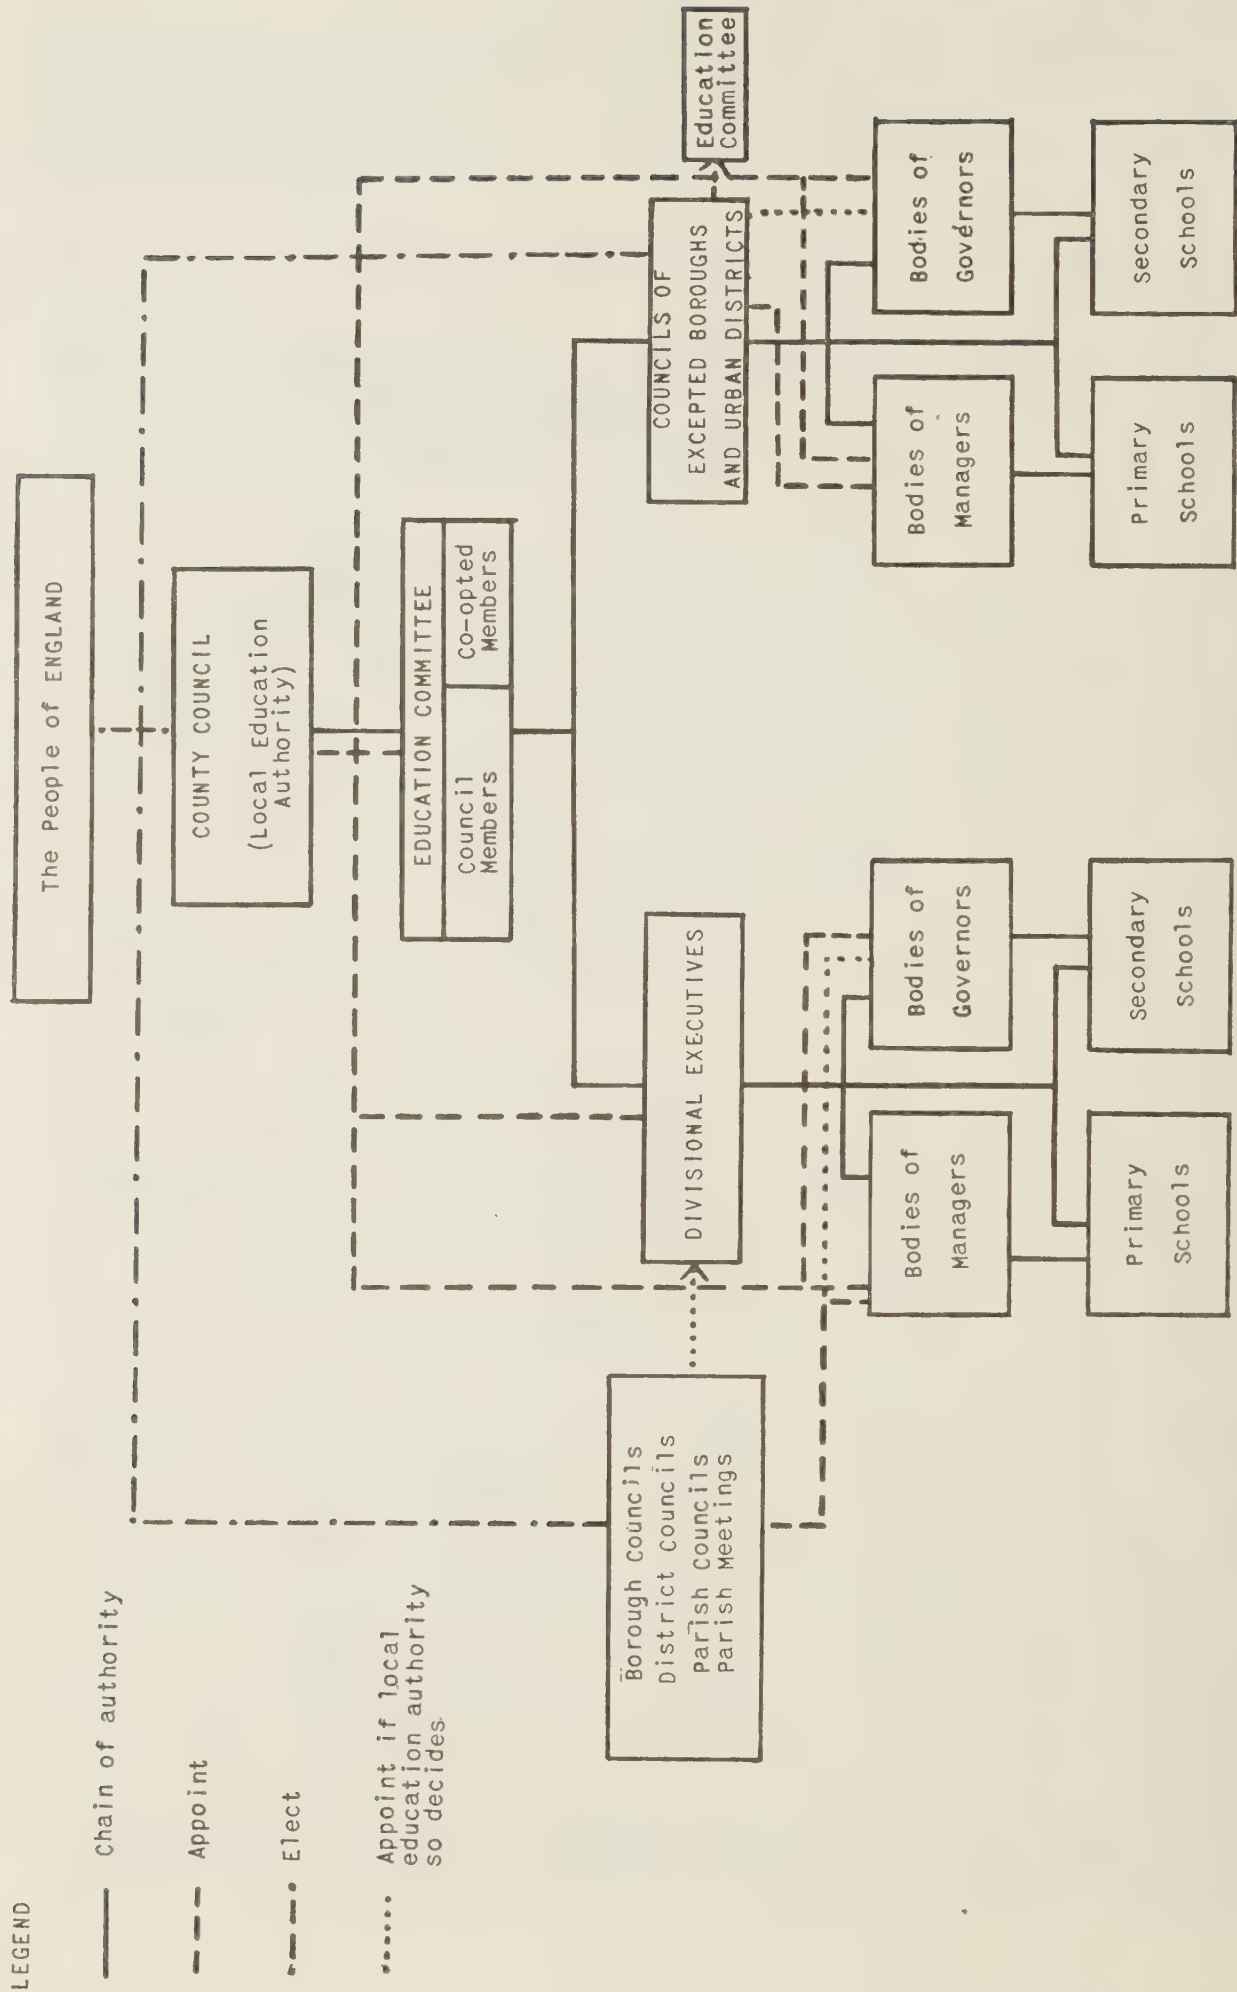 The People of ENGLAND
COUNTY COUNCIL
(Local Education
Authority)
EDUCATION COMMITTEE
Council
Members
Co-opted
Members
Borough Councils
District Councils
Parish Councils
Parish Meetings
DIVISIONAL EXECUTIVES
COUNCILS OF
EXCEPTED BOROUGHS
AND URBAN DISTRICTS
Education
Committee
Bodies of
Managers
Bodies of
Governors
Bodies of
Managers
Bodies of
Governors
Primary
Schools
Secondary
Schools
Primary
Schools
Secondary
Schools
LEGEND
Chain of authority
Appoint
Elect
Appoint if local
education authority
so decides